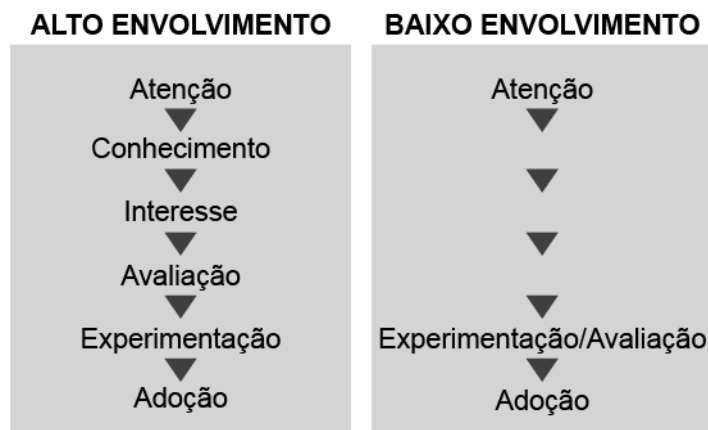 ALTO ENVOLVIMENTO
Atenção
Conhecimento
Interesse
Avaliação
Experimentação
Adoção
BAIXO ENVOLVIMENTO
Atenção
Experimentação/Avaliação
Adoção